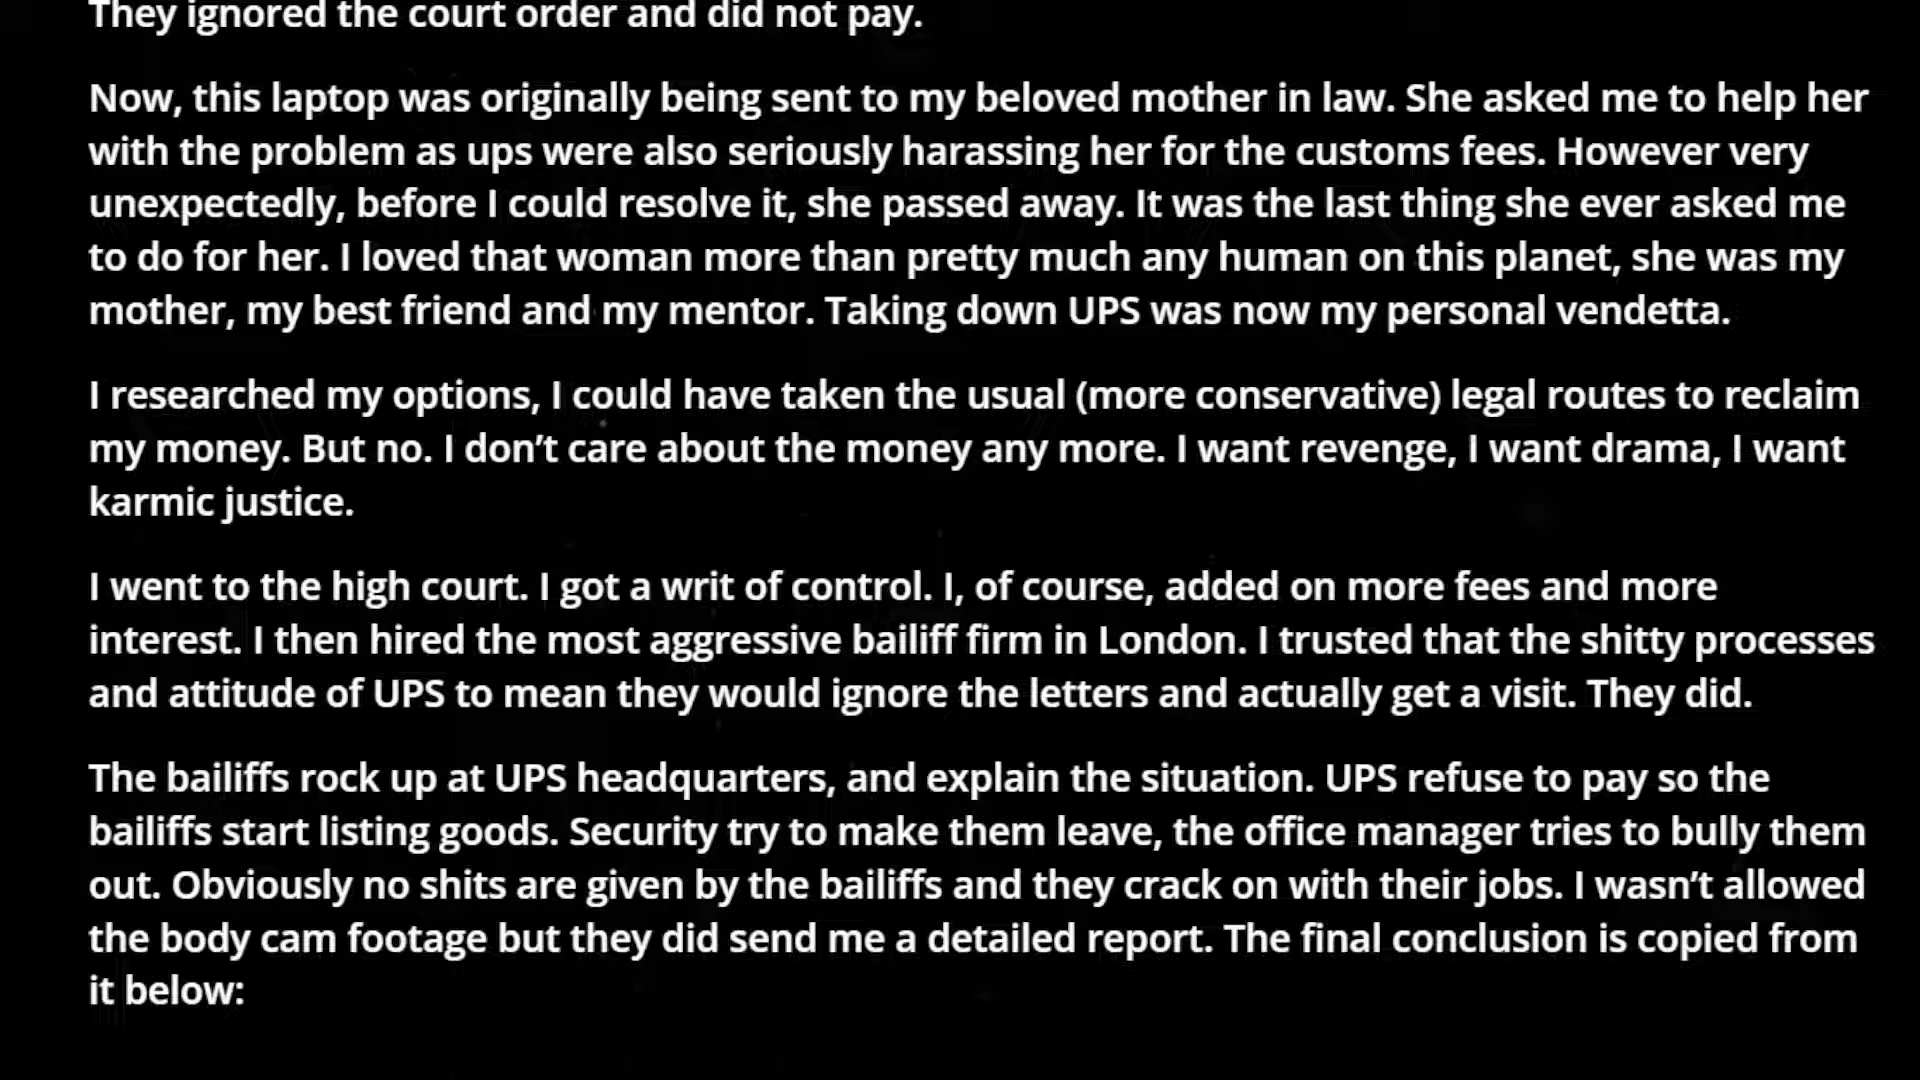 They ignored the court order and did not pay.
Now, this laptop was originally being sent to my beloved mother in law. She asked me to help her
with the problem as ups were also seriously harassing her for the customs fees. However very
unexpectedly, before I could resolve it, she passed away. It was the last thing she ever asked me
to do for her. I loved that woman more than pretty much any human on this planet, she was my
mother, my best friend and my mentor. Taking down UPS was now my personal vendetta.
I researched my options, I could have taken the usual (more conservative) legal routes to reclaim
my money. But no. I don’t care about the money any more. I want revenge, I want drama, I want
karmic justice.
I went to the high court. I got a writ of control. I, of course, added on more fees and more
interest. I then hired the most aggressive bailiff firm in London. I trusted that the shitty processes
and attitude of UPS to mean they would ignore the letters and actually get a visit. They did.
The bailiffs rock up at UPS headquarters, and explain the situation. UPS refuse to pay so the
bailiffs start listing goods. Security try to make them leave, the office manager tries to bully them
out. Obviously no shits are given by the bailiffs and they crack on with their jobs. I wasn’t allowed
the body cam footage but they did send me a detailed report. The final conclusion is copied from
it below: